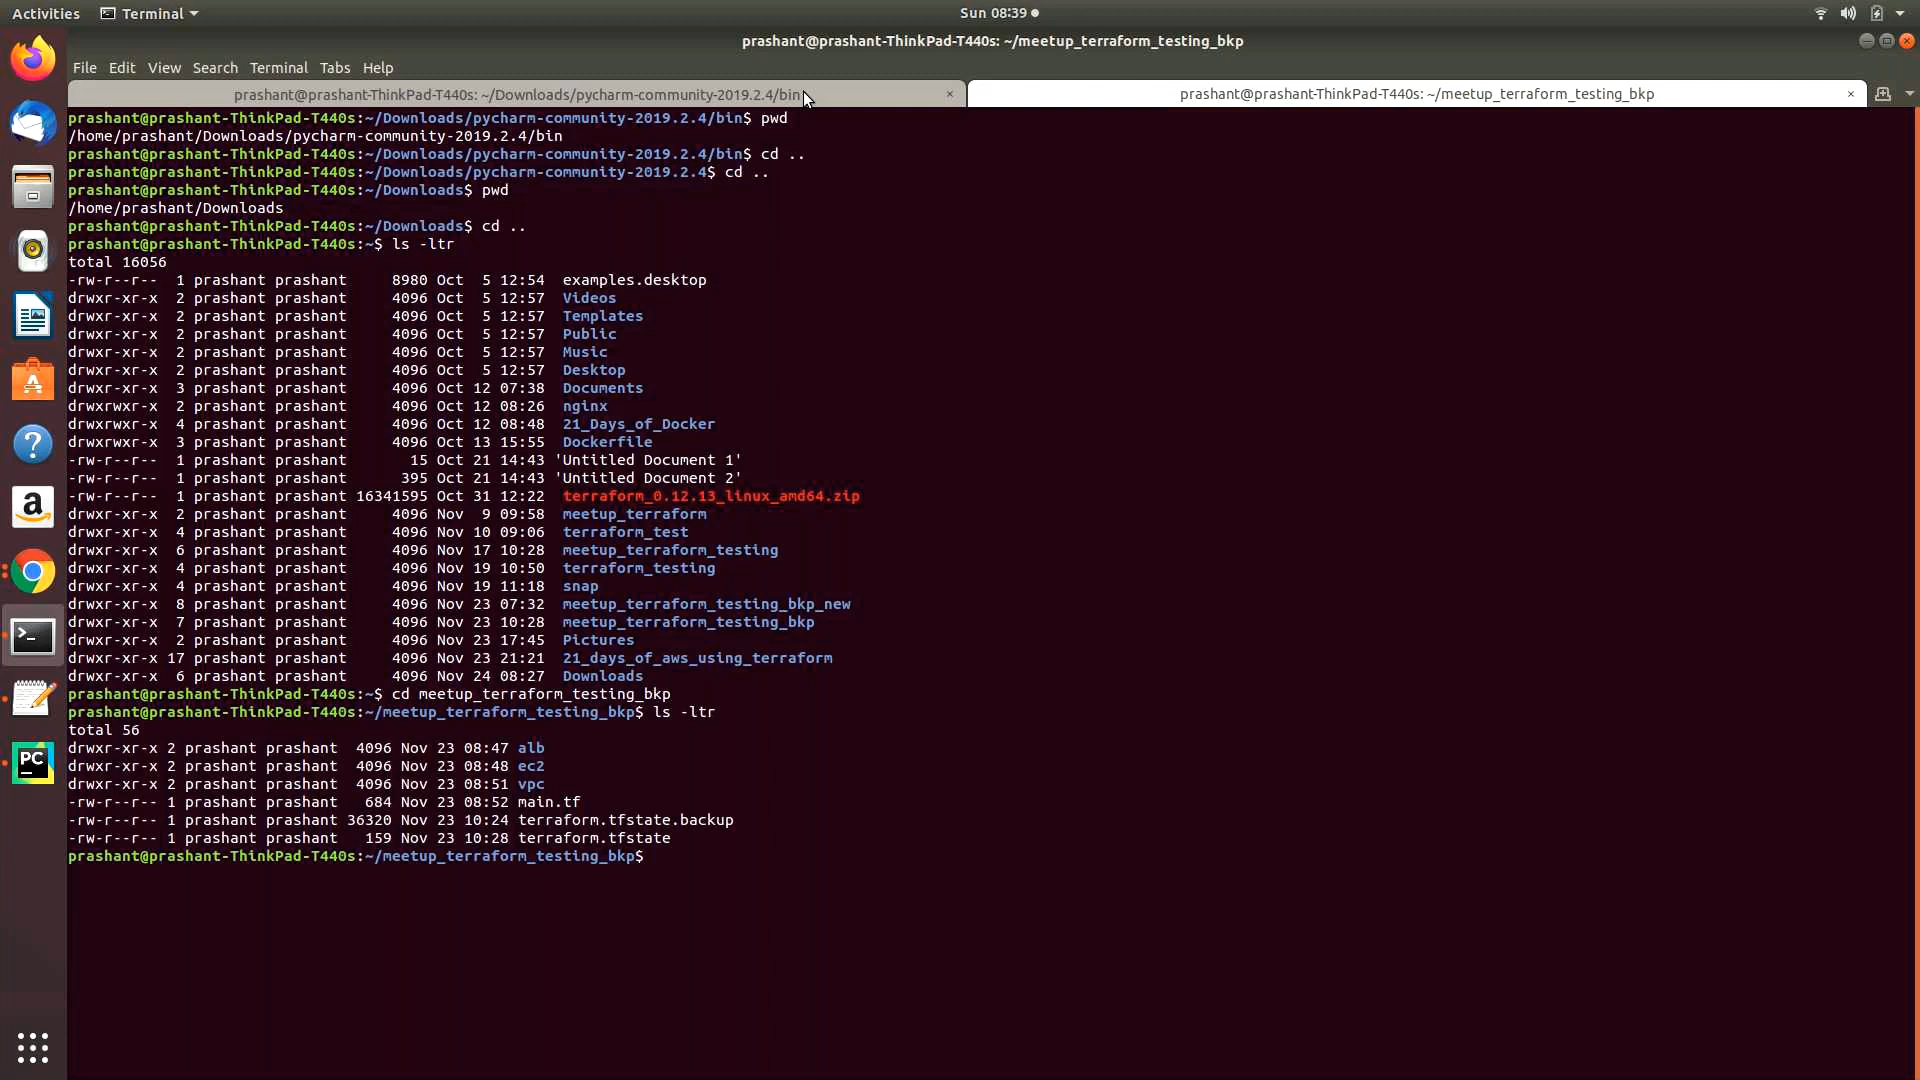 Activities Terminal Sun 08:39
prashant@prashant-ThinkPad-T440s: ~/meetup_terraform_testing_bkp
File Edit View Search Terminal Tabs Help
prashant@prashant-ThinkPad-T440s: ~/Downloads/pycharm-community-2019.2.4/bin × prashant@prashant-ThinkPad-T440s: ~/meetup_terraform_testing_bkp ×
prashant@prashant-ThinkPad-T440s:~/Downloads/pycharm-community-2019.2.4/bin$ pwd
/home/prashant/Downloads/pycharm-community-2019.2.4/bin
prashant@prashant-ThinkPad-T440s:~/Downloads/pycharm-community-2019.2.4/bin$ cd ..
prashant@prashant-ThinkPad-T440s:~/Downloads/pycharm-community-2019.2.4$ cd ..
prashant@prashant-ThinkPad-T440s:~/Downloads$ pwd
/home/prashant/Downloads
prashant@prashant-ThinkPad-T440s:~/Downloads$ cd ..
prashant@prashant-ThinkPad-T440s:~$ ls -ltr
total 16056
-rw-r--r--  1 prashant prashant     8980 Oct  5 12:54  examples.desktop
drwxr-xr-x  2 prashant prashant     4096 Oct  5 12:57  Videos
drwxr-xr-x  2 prashant prashant     4096 Oct  5 12:57  Templates
drwxr-xr-x  2 prashant prashant     4096 Oct  5 12:57  Public
drwxr-xr-x  2 prashant prashant     4096 Oct  5 12:57  Music
drwxr-xr-x  2 prashant prashant     4096 Oct  5 12:57  Desktop
drwxr-xr-x  3 prashant prashant     4096 Oct 12 07:38  Documents
drwxrwxr-x  2 prashant prashant     4096 Oct 12 08:26  nginx
drwxrwxr-x  4 prashant prashant     4096 Oct 12 08:48  21_Days_of_Docker
drwxrwxr-x  3 prashant prashant     4096 Oct 13 15:55  Dockerfile
-rw-r--r--  1 prashant prashant       15 Oct 21 14:43 'Untitled Document 1'
-rw-r--r--  1 prashant prashant      395 Oct 21 14:43 'Untitled Document 2'
-rw-r--r--  1 prashant prashant 16341595 Oct 31 12:22  terraform_0.12.13_linux_amd64.zip
drwxr-xr-x  2 prashant prashant     4096 Nov  9 09:58  meetup_terraform
drwxr-xr-x  4 prashant prashant     4096 Nov 10 09:06  terraform_test
drwxr-xr-x  6 prashant prashant     4096 Nov 17 10:28  meetup_terraform_testing
drwxr-xr-x  4 prashant prashant     4096 Nov 19 10:50  terraform_testing
drwxr-xr-x  4 prashant prashant     4096 Nov 19 11:18  snap
drwxr-xr-x  8 prashant prashant     4096 Nov 23 07:32  meetup_terraform_testing_bkp_new
drwxr-xr-x  7 prashant prashant     4096 Nov 23 10:28  meetup_terraform_testing_bkp
drwxr-xr-x  2 prashant prashant     4096 Nov 23 17:45  Pictures
drwxr-xr-x 17 prashant prashant     4096 Nov 23 21:21  21_days_of_aws_using_terraform
drwxr-xr-x  6 prashant prashant     4096 Nov 24 08:27  Downloads
prashant@prashant-ThinkPad-T440s:~$ cd meetup_terraform_testing_bkp
prashant@prashant-ThinkPad-T440s:~/meetup_terraform_testing_bkp$ ls -ltr
total 56
drwxr-xr-x 2 prashant prashant  4096 Nov 23 08:47 alb
drwxr-xr-x 2 prashant prashant  4096 Nov 23 08:48 ec2
drwxr-xr-x 2 prashant prashant  4096 Nov 23 08:51 vpc
-rw-r--r-- 1 prashant prashant   684 Nov 23 08:52 main.tf
-rw-r--r-- 1 prashant prashant 36320 Nov 23 10:24 terraform.tfstate.backup
-rw-r--r-- 1 prashant prashant   159 Nov 23 10:28 terraform.tfstate
prashant@prashant-ThinkPad-T440s:~/meetup_terraform_testing_bkp$